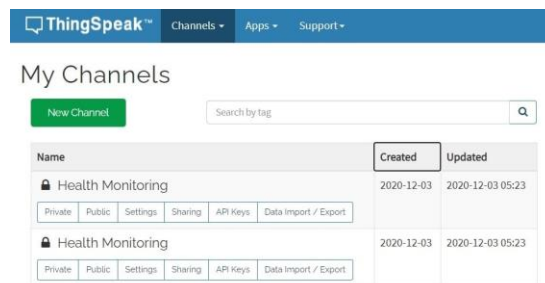 ThingSpeak™ Channels Apps Support
My Channels
New Channel Search by tag
Name Created Updated
Health Monitoring 2020-12-03 2020-12-03 05:23
Private Public Settings Sharing API Keys Data Import / Export
Health Monitoring 2020-12-03 2020-12-03 05:23
Private Public Settings Sharing API Keys Data Import / Export